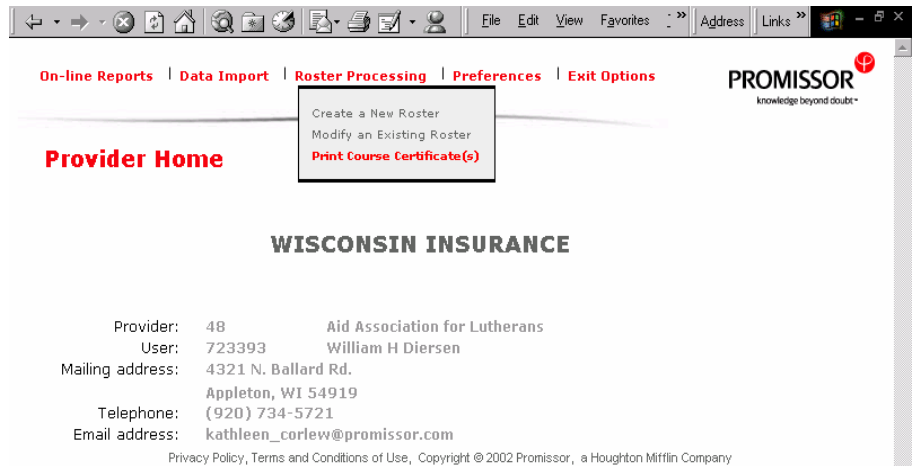 File Edit View Favorites Address Links
On-line Reports | Data Import | Roster Processing | Preferences | Exit Options
PROMISSOR
knowledge beyond doubt™
Create a New Roster
Modify an Existing Roster
Print Course Certificate(s)
Provider Home
WISCONSIN INSURANCE
Provider: 48 Aid Association for Lutherans
User: 723393 William H Diersen
Mailing address: 4321 N. Ballard Rd.
Appleton, WI 54919
Telephone: (920) 734-5721
Email address: kathleen_corlew@promissor.com
Privacy Policy, Terms and Conditions of Use, Copyright © 2002 Promissor, a Houghton Mifflin Company